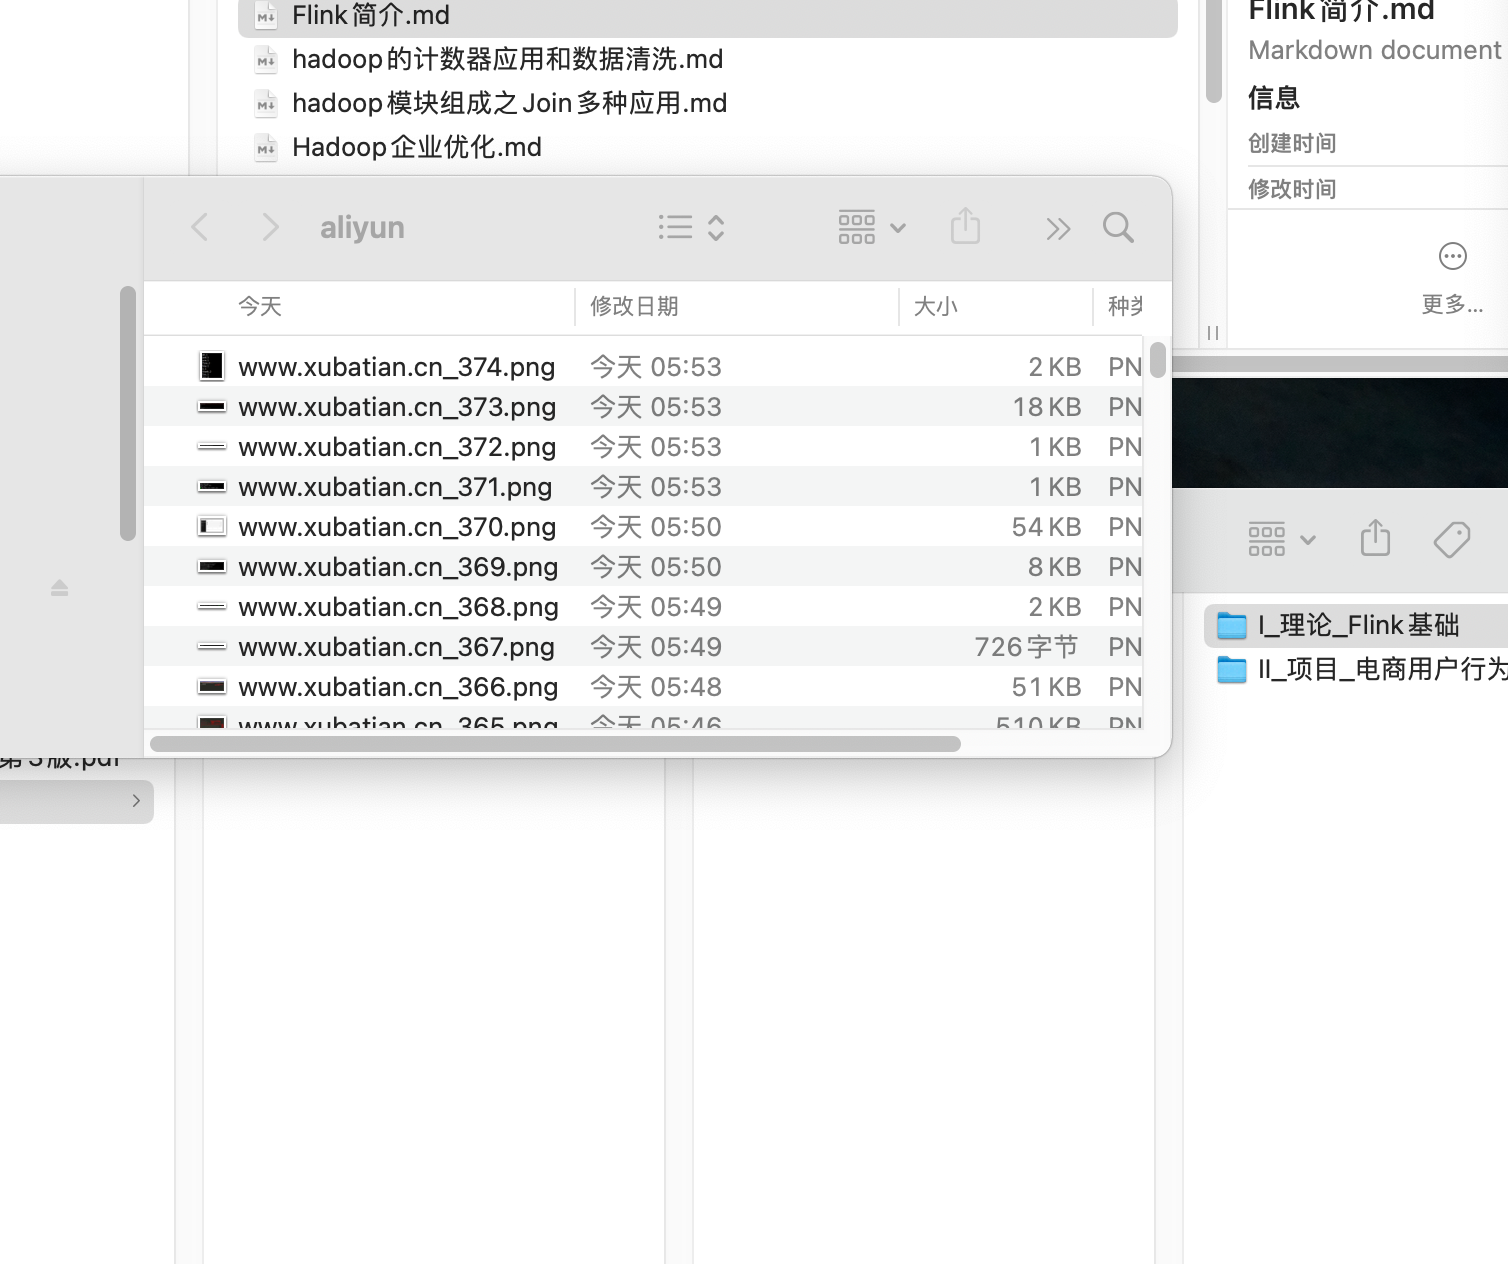 Flink简介.md
hadoop的计数器应用和数据清洗.md
hadoop模块组成之Join多种应用.md
Hadoop企业优化.md
Flink简介.md
Markdown document
信息
创建时间
修改时间
更多...
aliyun
今天 修改日期 大小 种类
www.xubatian.cn_374.png 今天 05:53 2 KB PN
www.xubatian.cn_373.png 今天 05:53 18 KB PN
www.xubatian.cn_372.png 今天 05:53 1 KB PN
www.xubatian.cn_371.png 今天 05:53 1 KB PN
www.xubatian.cn_370.png 今天 05:50 54 KB PN
www.xubatian.cn_369.png 今天 05:50 8 KB PN
www.xubatian.cn_368.png 今天 05:49 2 KB PN
www.xubatian.cn_367.png 今天 05:49 726 字节 PN
www.xubatian.cn_366.png 今天 05:48 51 KB PN
www.xubatian.cn_365.png 今天 05:46 510 KB PN
I_理论_Flink基础
II_项目_电商用户行为
第3版.pdf